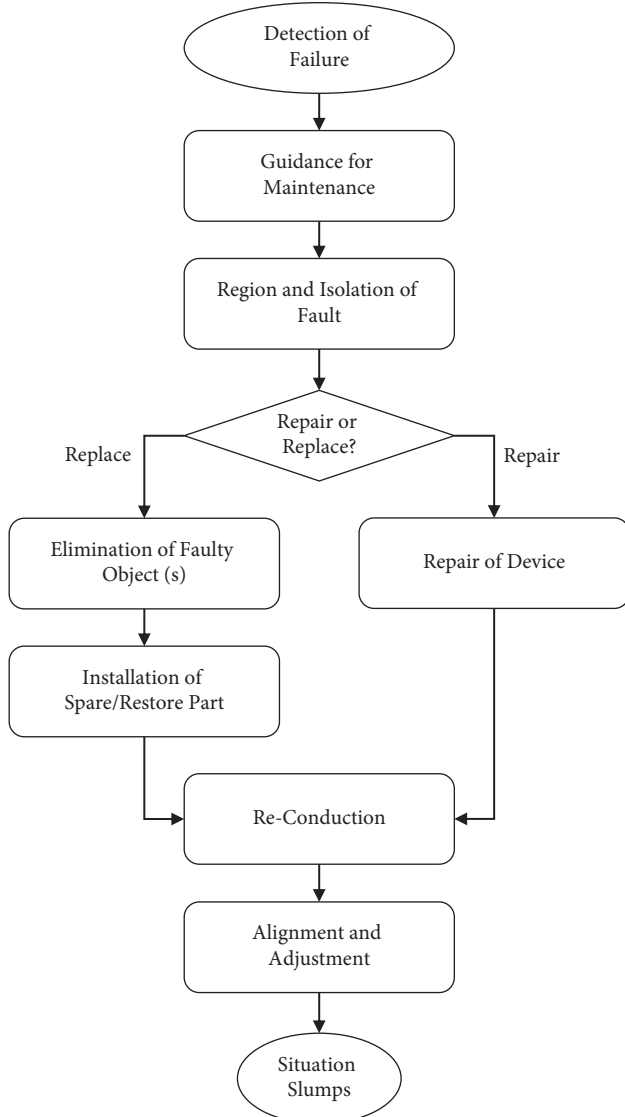 Detection of
Failure
Guidance for
Maintenance
Region and Isolation of
Fault
Repair or
Replace?
Replace
Repair
Elimination of Faulty
Object (s)
Repair of Device
Installation of
Spare/Restore Part
Re-Conduction
Alignment and
Adjustment
Situation
Slumps